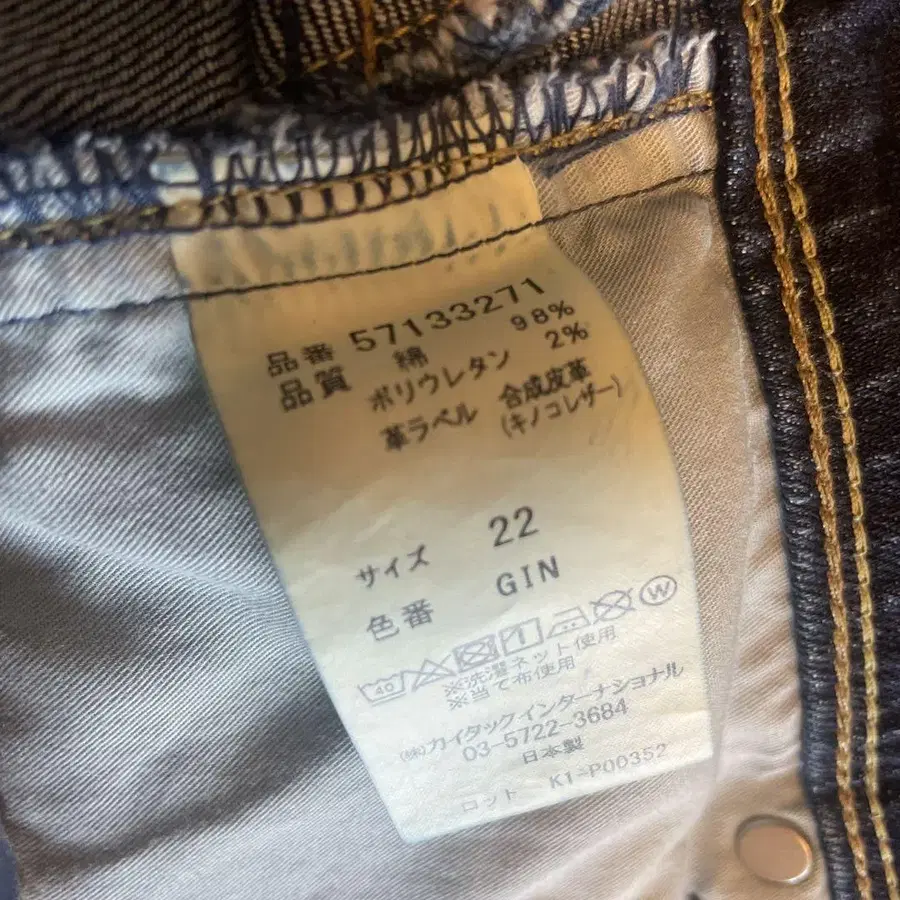 品番 57133271
品質 綿 98%
ポリウレタン 2%
革ラベル 合成皮革
(キノコレザー)
サイズ 22
色番 GIN
40 W
※洗濯ネット使用
※当て布使用
㈱カイタックインターナショナル
03-5722-3684
日本製
ロット K1-P00352